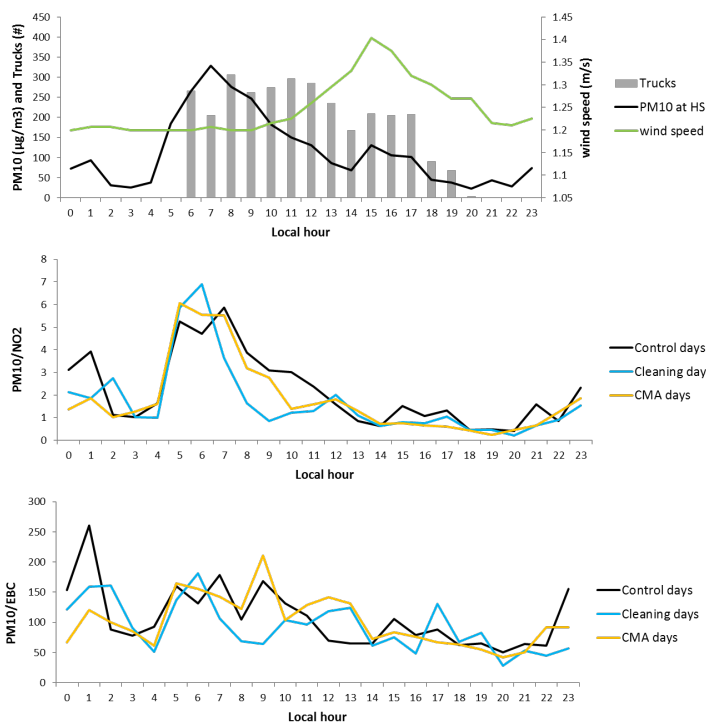 PM10 (µg/m3) and Trucks (#)
450
400
350
300
250
200
150
100
50
0
1.45
1.4
1.35
1.3
1.25
1.2
1.15
1.1
1.05
wind speed (m/s)
Trucks
PM10 at HS
wind speed
0 1 2 3 4 5 6 7 8 9 10 11 12 13 14 15 16 17 18 19 20 21 22 23
Local hour
PM10/NO2
8
7
6
5
4
3
2
1
0
Control days
Cleaning day
CMA days
0 1 2 3 4 5 6 7 8 9 10 11 12 13 14 15 16 17 18 19 20 21 22 23
Local hour
PM10/EBC
300
250
200
150
100
50
0
Control days
Cleaning days
CMA days
0 1 2 3 4 5 6 7 8 9 10 11 12 13 14 15 16 17 18 19 20 21 22 23
Local hour